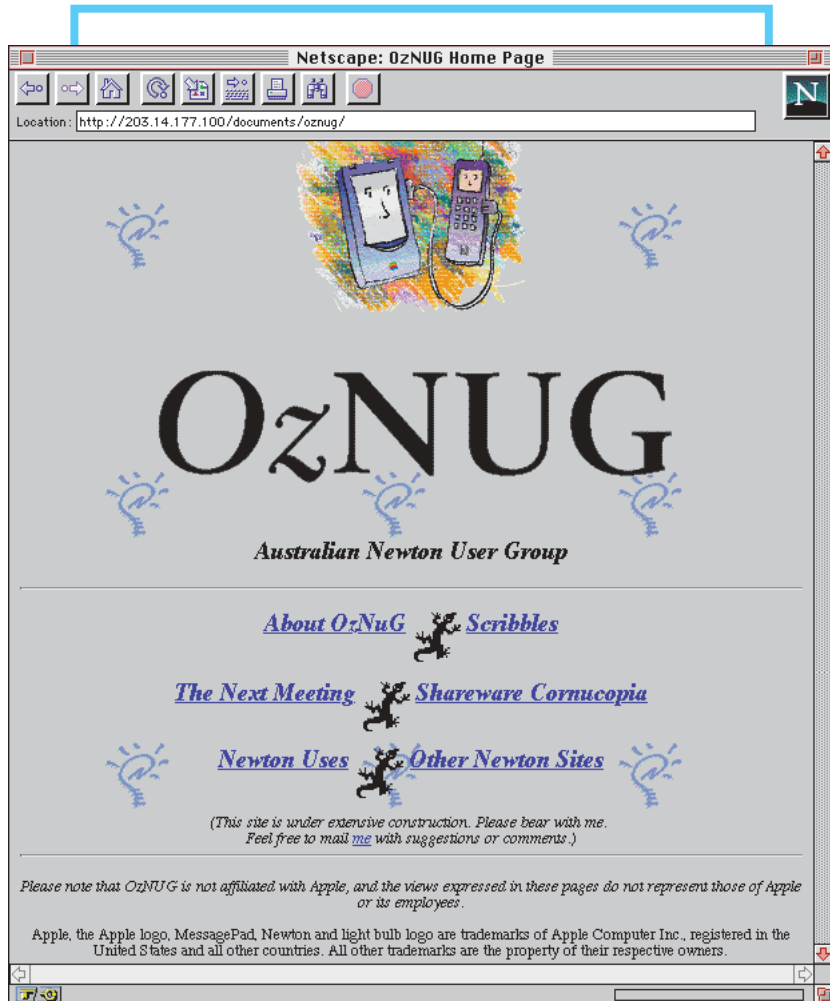 Netscape: OzNUG Home Page
N
Location: http://203.14.177.100/documents/oznug/
OzNUG
Australian Newton User Group
About OzNuG Scribbles
The Next Meeting Shareware Cornucopia
Newton Uses Other Newton Sites
(This site is under extensive construction. Please bear with me.
Feel free to mail me with suggestions or comments.)
Please note that OzNUG is not affiliated with Apple, and the views expressed in these pages do not represent those of Apple
or its employees.
Apple, the Apple logo, MessagePad, Newton and light bulb logo are trademarks of Apple Computer Inc., registered in the
United States and all other countries. All other trademarks are the property of their respective owners.